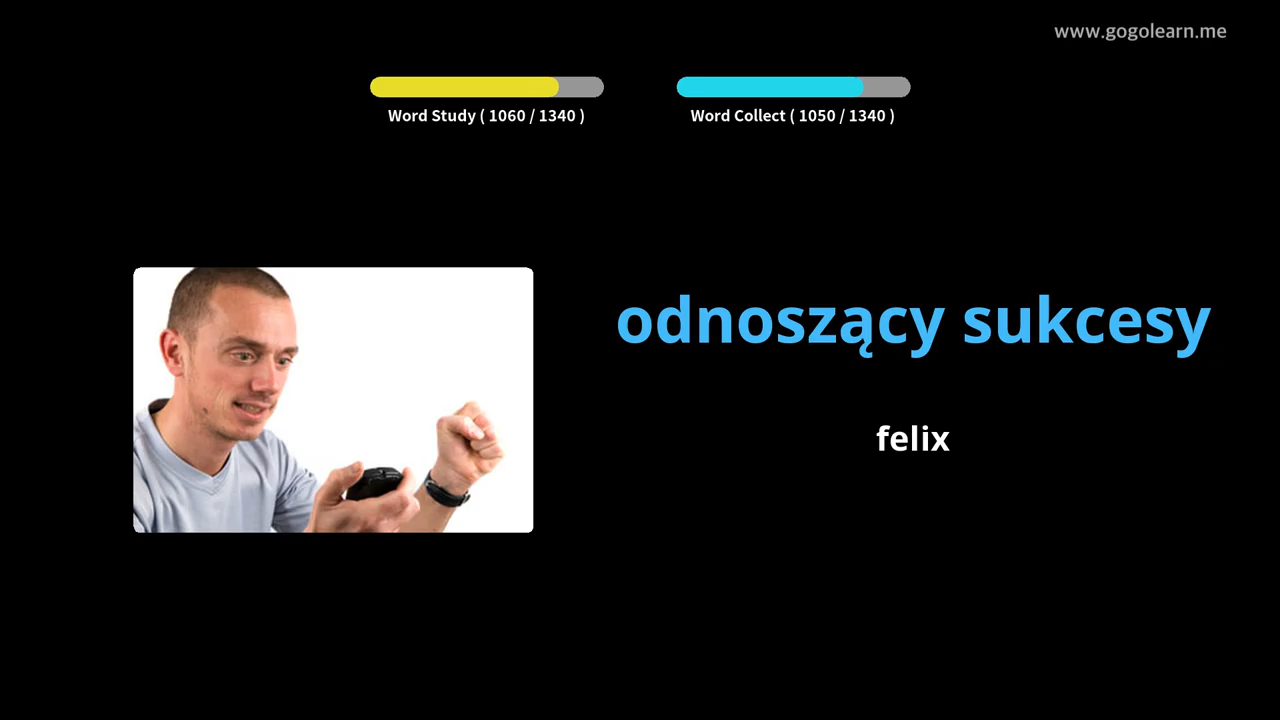 www.gogolearn.me
Word Study ( 1060 / 1340 )
Word Collect ( 1050 / 1340 )
odnoszący sukcesy
felix